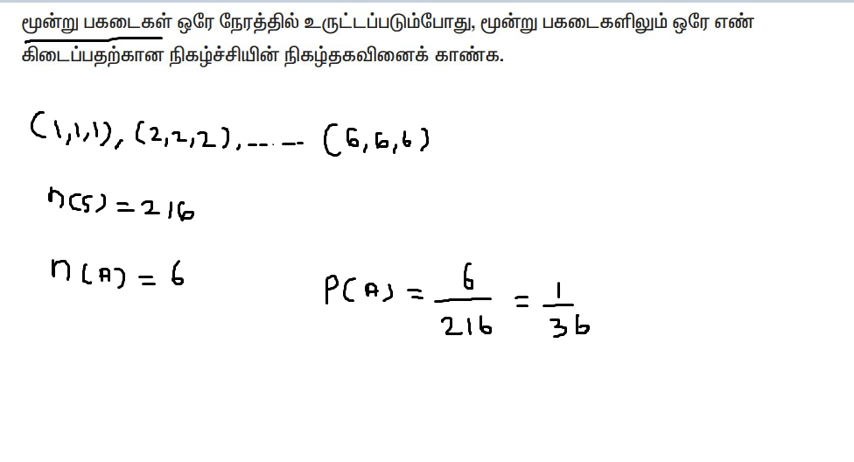 மூன்று பகடைகள் ஒரே நேரத்தில் உருட்டப்படும்போது, மூன்று பகடைகளிலும் ஒரே எண்
கிடைப்பதற்கான நிகழ்ச்சியின் நிகழ்தகவினைக் காண்க.
(1,1,1), (2,2,2), ..... (6,6,6)
n(S) = 216
n(A) = 6
P(A) = 6/216 = 1/36